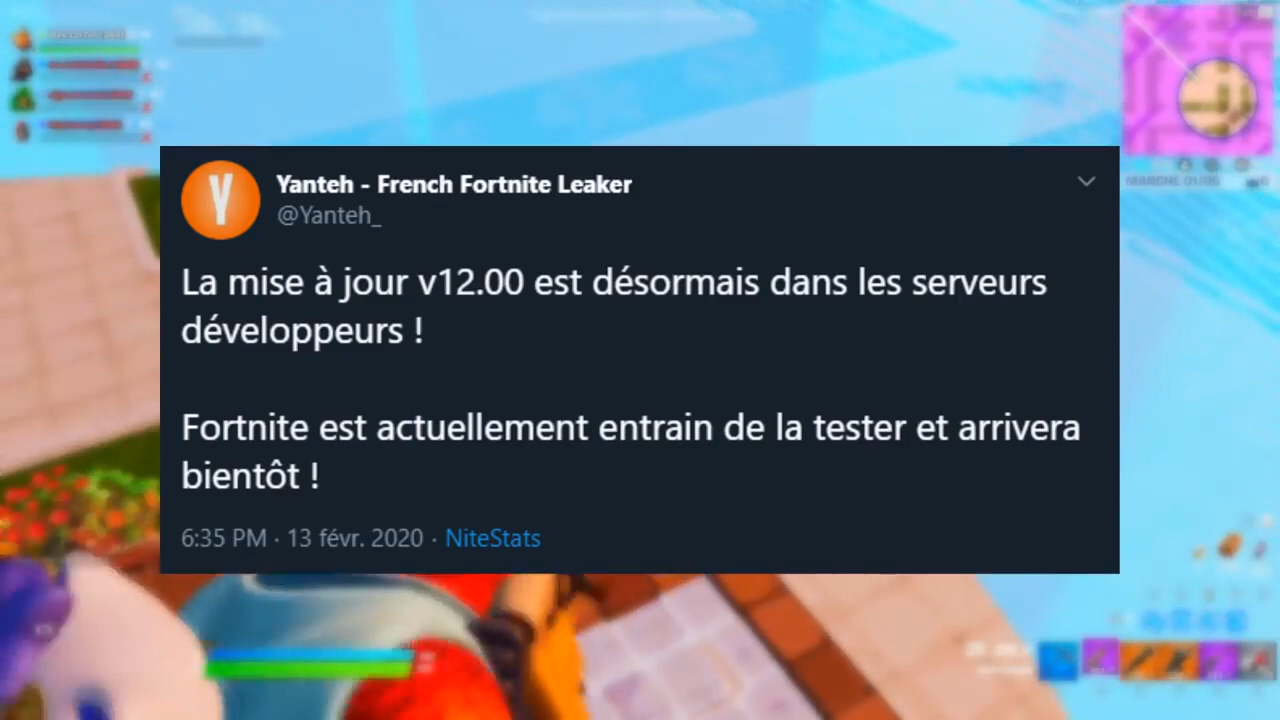 Yanteh - French Fortnite Leaker
@Yanteh_
La mise à jour v12.00 est désormais dans les serveurs
développeurs !
Fortnite est actuellement entrain de la tester et arrivera
bientôt !
6:35 PM · 13 févr. 2020 · NiteStats